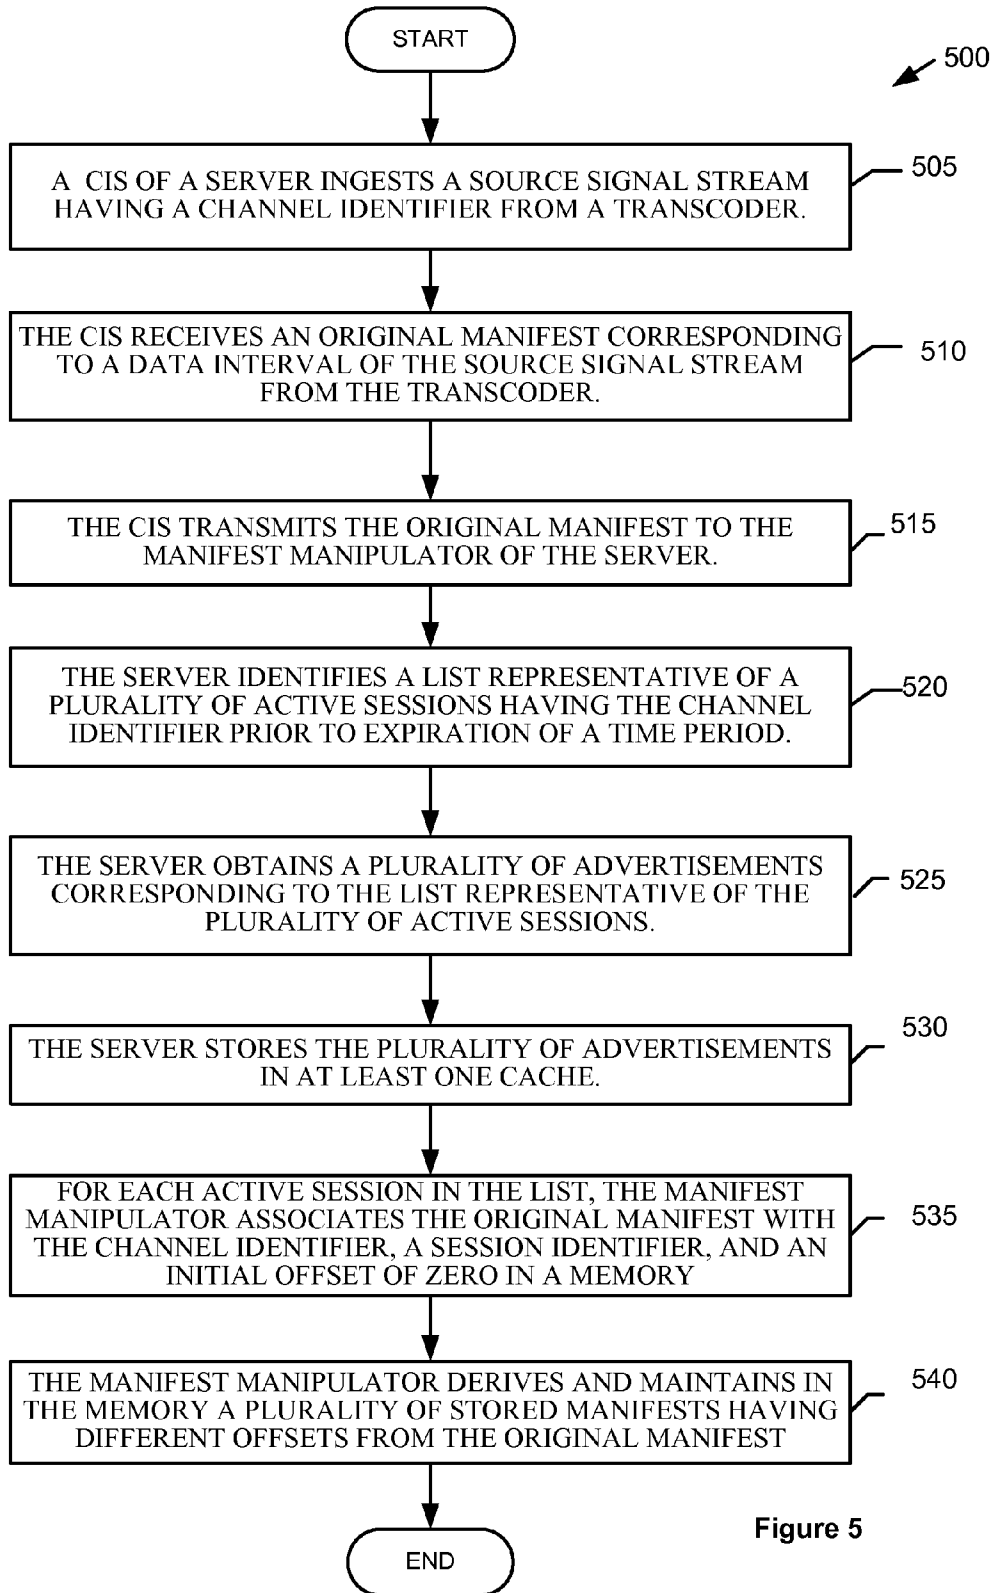 START
500
A CIS OF A SERVER INGESTS A SOURCE SIGNAL STREAM
HAVING A CHANNEL IDENTIFIER FROM A TRANSCODER.
505
THE CIS RECEIVES AN ORIGINAL MANIFEST CORRESPONDING
TO A DATA INTERVAL OF THE SOURCE SIGNAL STREAM
FROM THE TRANSCODER.
510
THE CIS TRANSMITS THE ORIGINAL MANIFEST TO THE
MANIFEST MANIPULATOR OF THE SERVER.
515
THE SERVER IDENTIFIES A LIST REPRESENTATIVE OF A
PLURALITY OF ACTIVE SESSIONS HAVING THE CHANNEL
IDENTIFIER PRIOR TO EXPIRATION OF A TIME PERIOD.
520
THE SERVER OBTAINS A PLURALITY OF ADVERTISEMENTS
CORRESPONDING TO THE LIST REPRESENTATIVE OF THE
PLURALITY OF ACTIVE SESSIONS.
525
THE SERVER STORES THE PLURALITY OF ADVERTISEMENTS
IN AT LEAST ONE CACHE.
530
FOR EACH ACTIVE SESSION IN THE LIST, THE MANIFEST
MANIPULATOR ASSOCIATES THE ORIGINAL MANIFEST WITH
THE CHANNEL IDENTIFIER, A SESSION IDENTIFIER, AND AN
INITIAL OFFSET OF ZERO IN A MEMORY
535
THE MANIFEST MANIPULATOR DERIVES AND MAINTAINS IN
THE MEMORY A PLURALITY OF STORED MANIFESTS HAVING
DIFFERENT OFFSETS FROM THE ORIGINAL MANIFEST
540
Figure 5
END